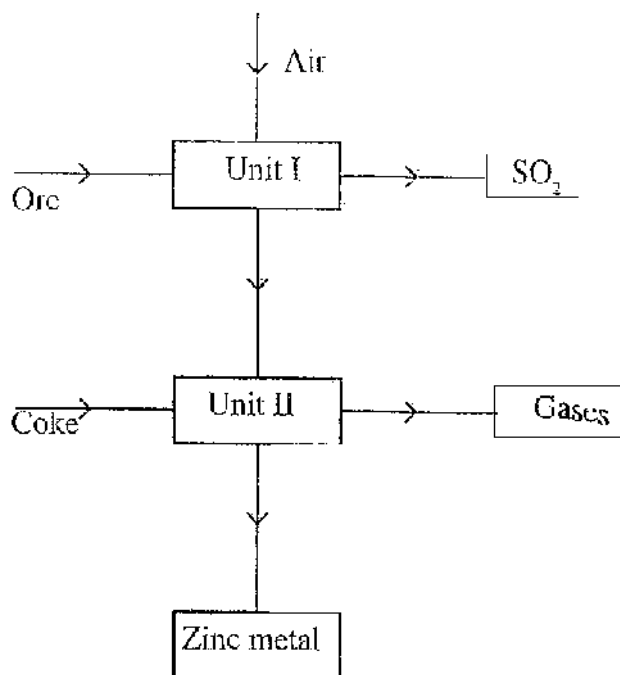 Air
Unit I
SO₂
Ore
Unit II
Gases
Coke
Zinc metal